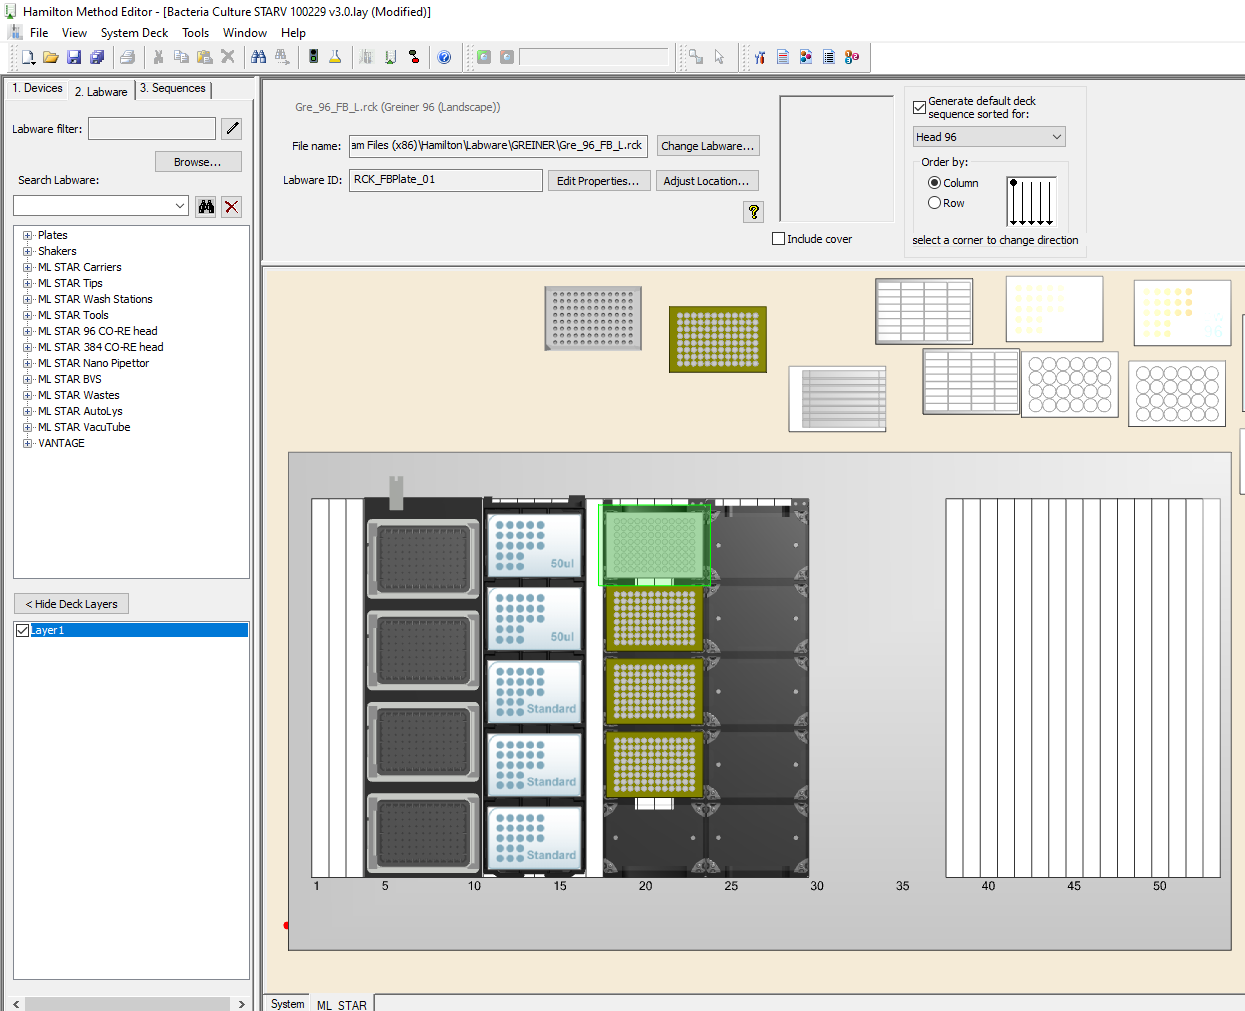 Hamilton Method Editor - [Bacteria Culture STARV 100229 v3.0.lay (Modified)]
File View System Deck Tools Window Help
1. Devices 2. Labware 3. Sequences
Labware filter:
Browse...
Search Labware:
Plates
Shakers
ML STAR Carriers
ML STAR Tips
ML STAR Wash Stations
ML STAR Tools
ML STAR 96 CO-RE head
ML STAR 384 CO-RE head
ML STAR Nano Pipettor
ML STAR BVS
ML STAR Wastes
ML STAR AutoLys
ML STAR VacuTube
VANTAGE
< Hide Deck Layers
Layer1
Gre_96_FB_L.rck (Greiner 96 (Landscape))
File name: am Files (x86)\Hamilton\Labware\GREINER\Gre_96_FB_L.rck Change Labware...
Labware ID: RCK_FBPlate_01 Edit Properties... Adjust Location...
?
Include cover
Generate default deck
sequence sorted for:
Head 96
Order by:
Column
Row
select a corner to change direction
50ul
50ul
Standard
Standard
Standard
1 5 10 15 20 25 30 35 40 45 50
System ML_STAR